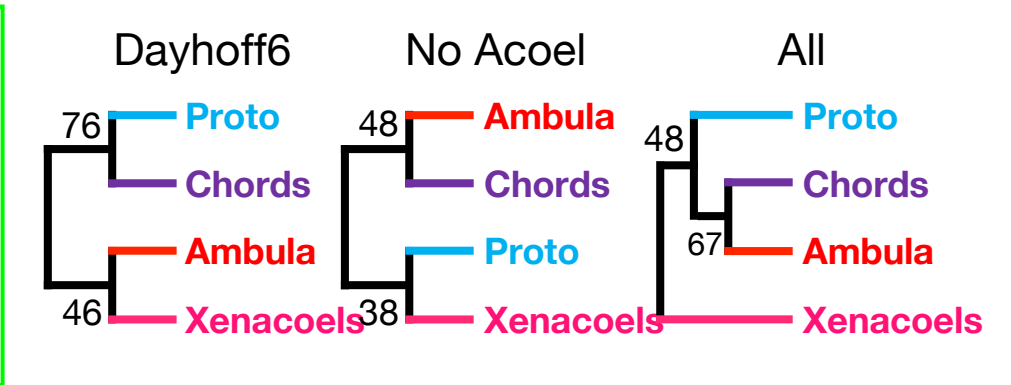 Dayhoff6
76
Proto
Chords
Ambula
46
Xenacoels
No Acoel
48
Ambula
Chords
Proto
38
Xenacoels
All
48
Proto
Chords
67
Ambula
Xenacoels